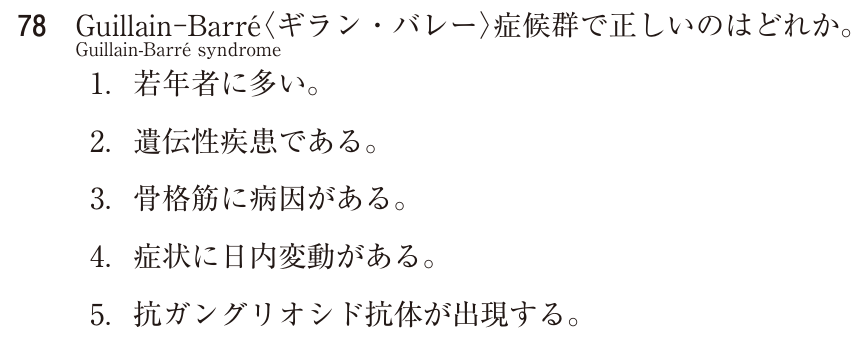 78 Guillain-Barré〈ギラン・バレー〉症候群で正しいのはどれか。
Guillain-Barré syndrome
1. 若年者に多い。
2. 遺伝性疾患である。
3. 骨格筋に病因がある。
4. 症状に日内変動がある。
5. 抗ガングリオシド抗体が出現する。